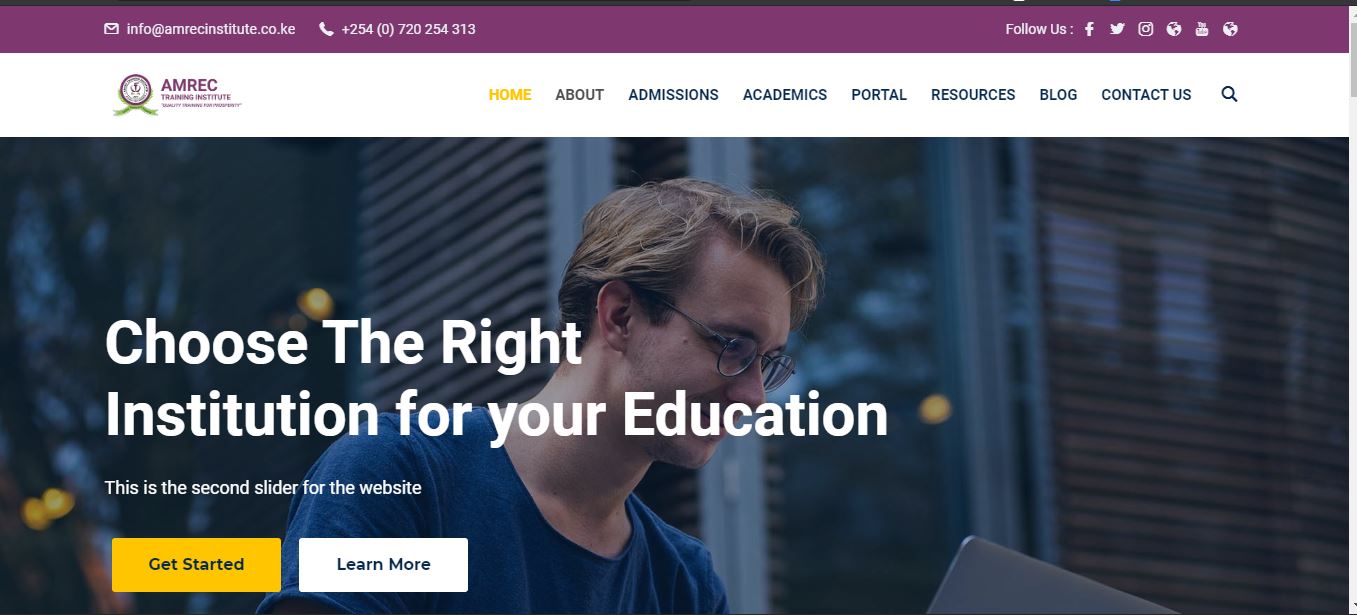 info@amrecinstitute.co.ke
+254 (0) 720 254 313
Follow Us :
AMREC
TRAINING INSTITUTE
"QUALITY TRAINING FOR PROSPERITY"
HOME ABOUT ADMISSIONS ACADEMICS PORTAL RESOURCES BLOG CONTACT US
Choose The Right
Institution for your Education
This is the second slider for the website
Get Started
Learn More